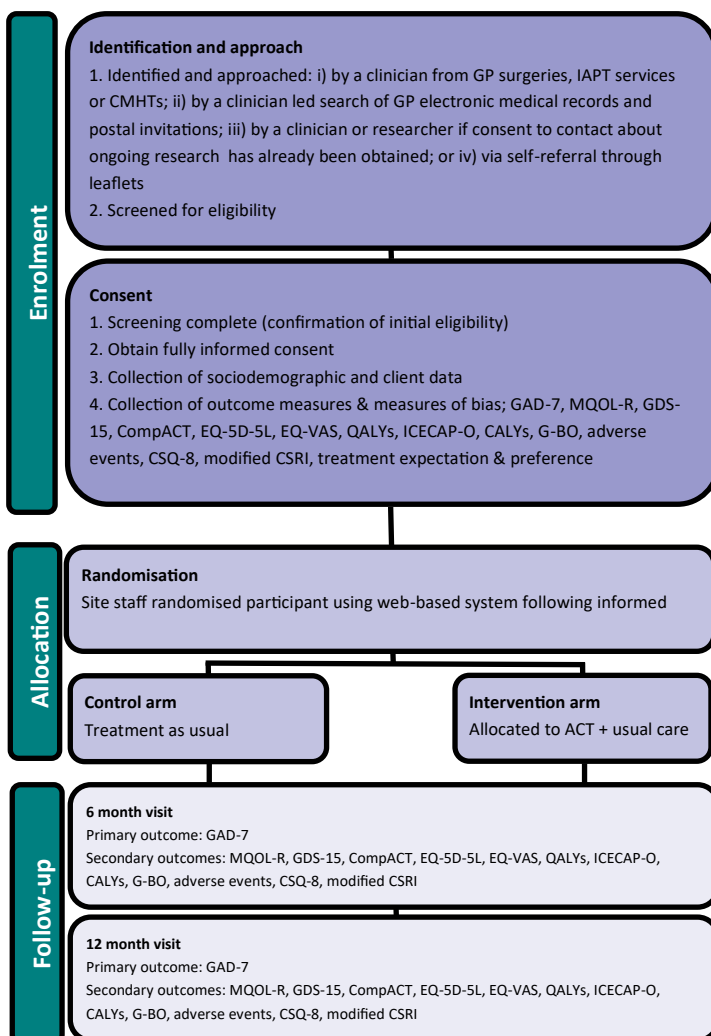 Enrolment
Identification and approach
1. Identified and approached: i) by a clinician from GP surgeries, IAPT services
or CMHTs; ii) by a clinician led search of GP electronic medical records and
postal invitations; iii) by a clinician or researcher if consent to contact about
ongoing research has already been obtained; or iv) via self-referral through
leaflets
2. Screened for eligibility
Consent
1. Screening complete (confirmation of initial eligibility)
2. Obtain fully informed consent
3. Collection of sociodemographic and client data
4. Collection of outcome measures & measures of bias; GAD-7, MQOL-R, GDS-
15, CompACT, EQ-5D-5L, EQ-VAS, QALYs, ICECAP-O, CALYs, G-BO, adverse
events, CSQ-8, modified CSRI, treatment expectation & preference
Allocation
Randomisation
Site staff randomised participant using web-based system following informed
Control arm
Treatment as usual
Intervention arm
Allocated to ACT + usual care
Follow-up
6 month visit
Primary outcome: GAD-7
Secondary outcomes: MQOL-R, GDS-15, CompACT, EQ-5D-5L, EQ-VAS, QALYs, ICECAP-O,
CALYs, G-BO, adverse events, CSQ-8, modified CSRI
12 month visit
Primary outcome: GAD-7
Secondary outcomes: MQOL-R, GDS-15, CompACT, EQ-5D-5L, EQ-VAS, QALYs, ICECAP-O,
CALYs, G-BO, adverse events, CSQ-8, modified CSRI